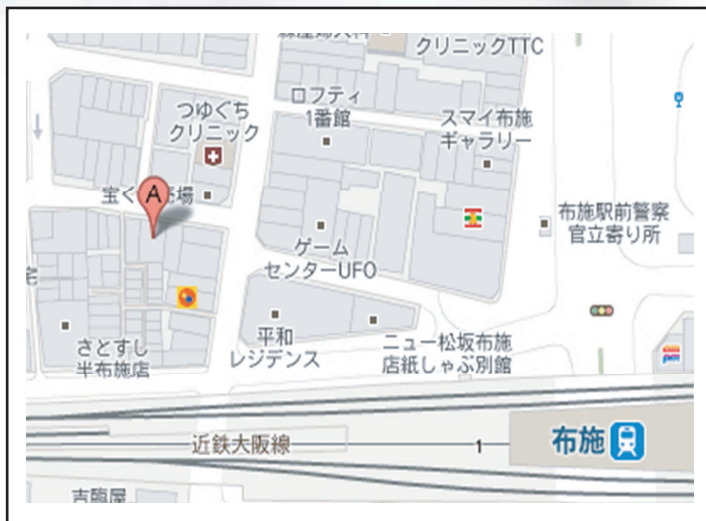 クリニックTTC
つゆぐち
クリニック
ロフティ
1番館
スマイ布施
ギャラリー
宝く
売場
A
布施駅前警察
官立寄り所
ゲーム
センターUFO
宅
さとすし
半布施店
平和
レジデンス
ニュー松坂布施
店紙しゃぶ別館
近鉄大阪線
1
布施
吉臨屋